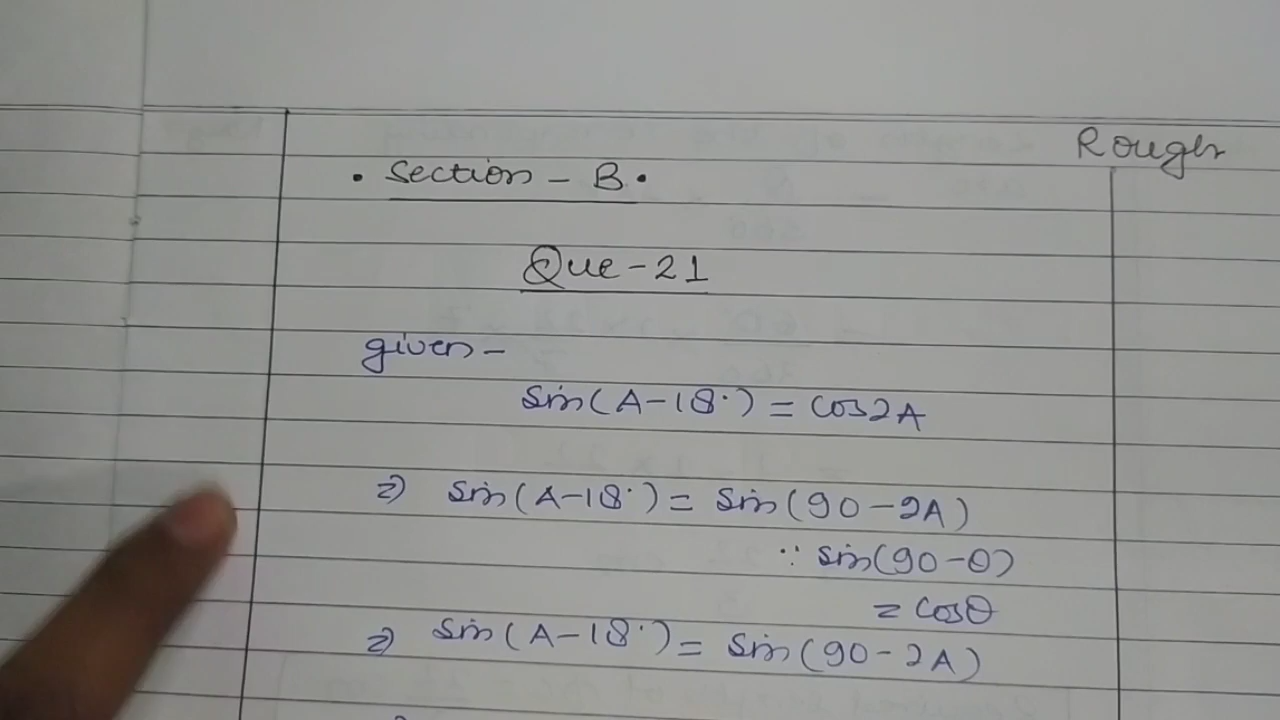 Rough
. Section - B .
Que-21
given -
sin(A-18°) = cos2A
⇒ sin(A-18°) = sin(90-2A)
∵ sin(90-θ)
= cosθ
⇒ sin(A-18°) = sin(90-2A)